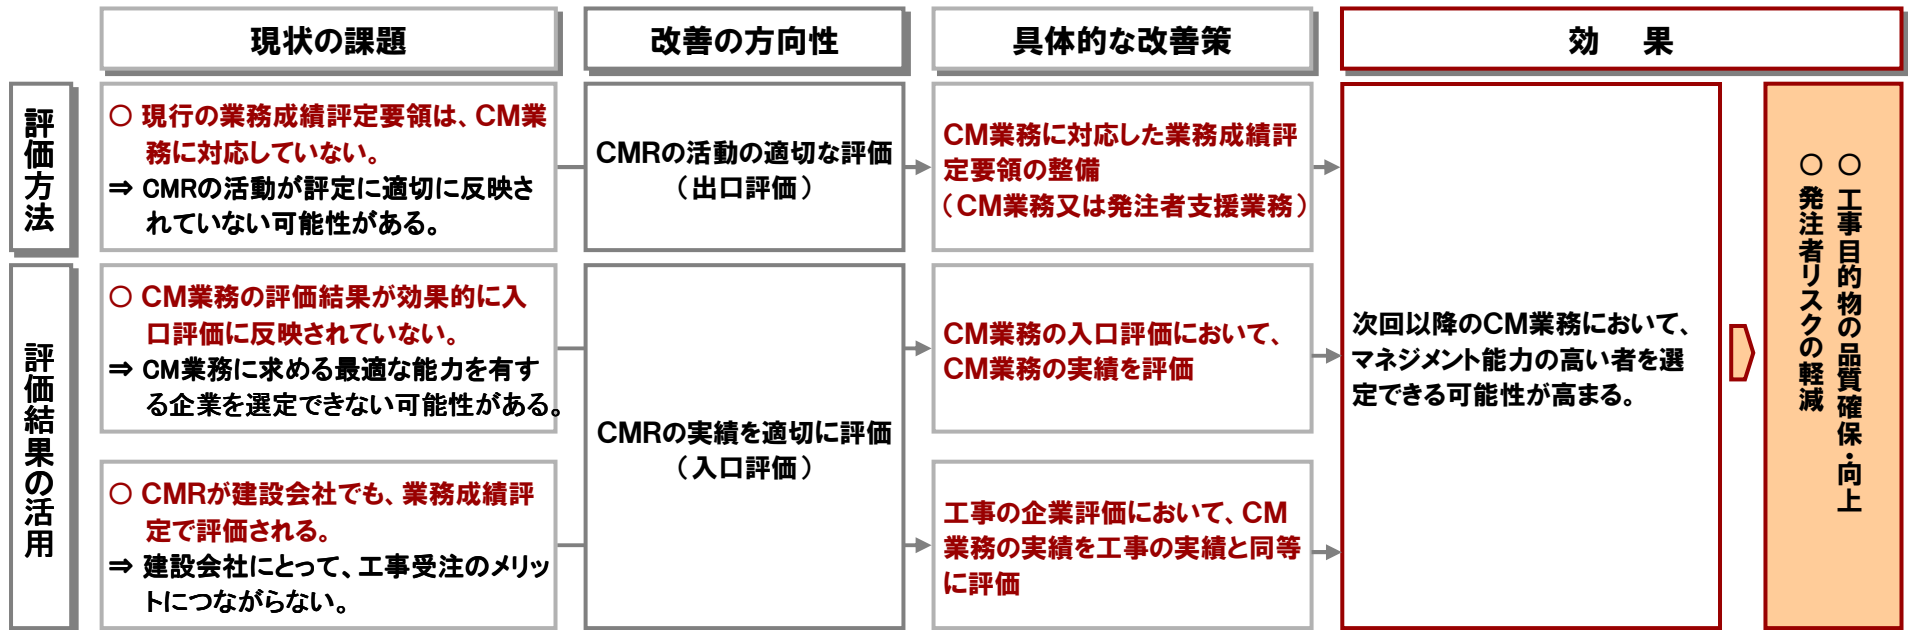 現状の課題
改善の方向性
具体的な改善策
効 果
評価方法
○ 現行の業務成績評定要領は、CM業
務に対応していない。
⇒ CMRの活動が評定に適切に反映さ
れていない可能性がある。
CMRの活動の適切な評価
（出口評価）
CM業務に対応した業務成績評
定要領の整備
（CM業務又は発注者支援業務）
評価結果の活用
○ CM業務の評価結果が効果的に入
口評価に反映されていない。
⇒ CM業務に求める最適な能力を有す
る企業を選定できない可能性がある。
○ CMRが建設会社でも、業務成績評
定で評価される。
⇒ 建設会社にとって、工事受注のメリッ
トにつながらない。
CMRの実績を適切に評価
（入口評価）
CM業務の入口評価において、
CM業務の実績を評価
工事の企業評価において、CM
業務の実績を工事の実績と同等
に評価
次回以降のCM業務において、
マネジメント能力の高い者を選
定できる可能性が高まる。
○ 工事目的物の品質確保・向上
○ 発注者リスクの軽減